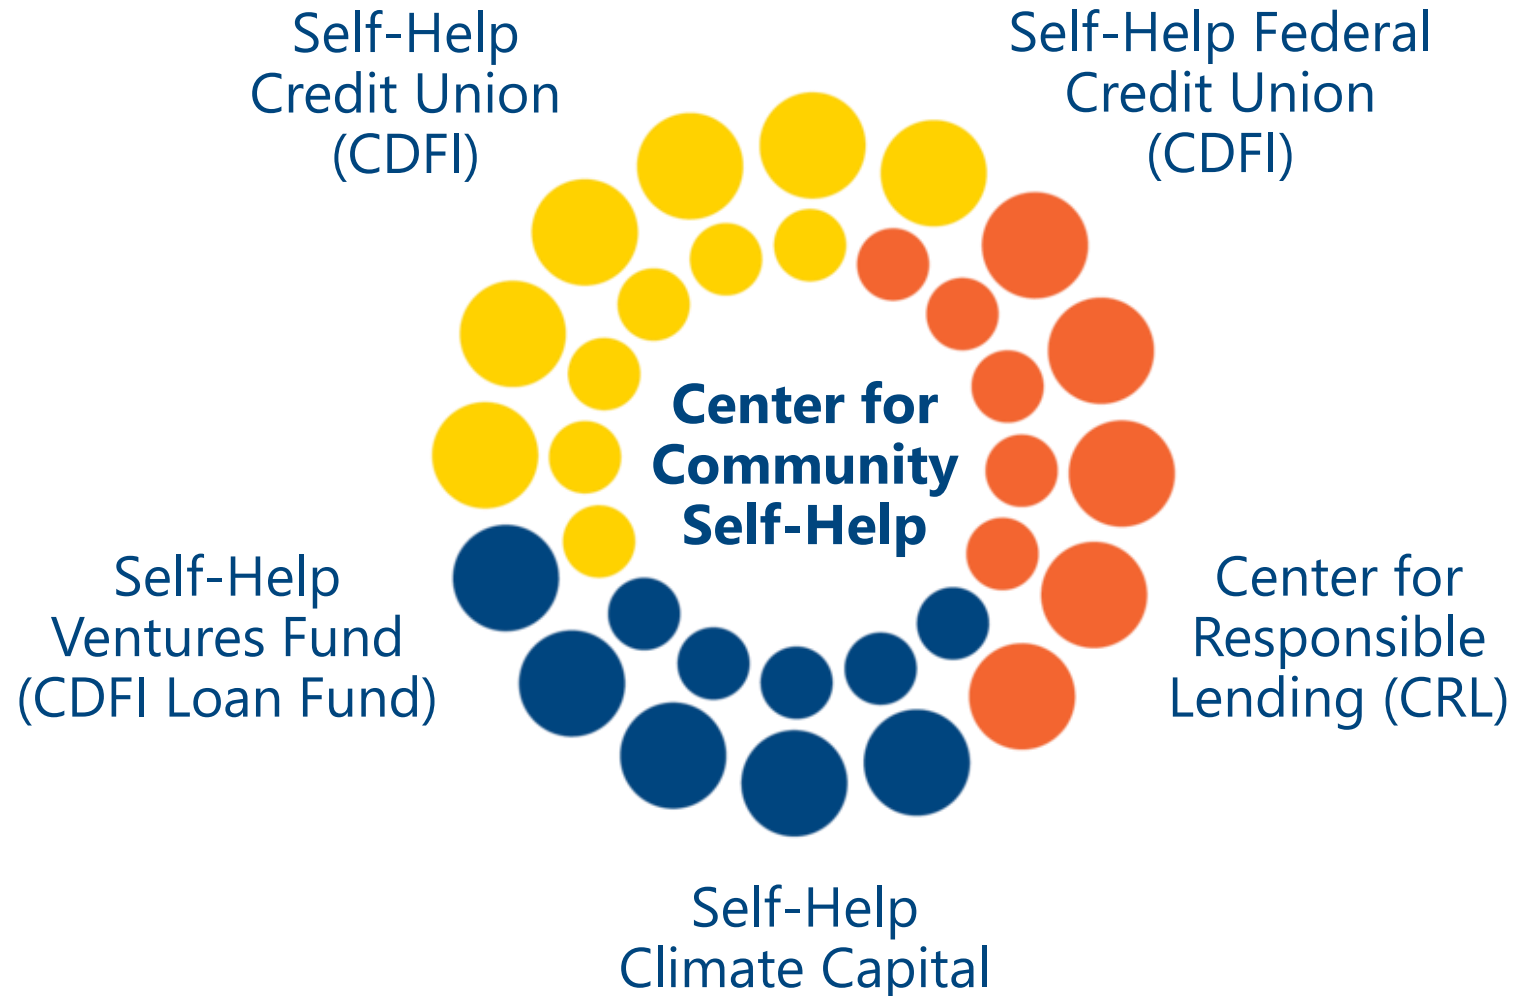 Self-Help
Credit Union
(CDFI)
Self-Help Federal
Credit Union
(CDFI)
Center for
Community
Self-Help
Self-Help
Ventures Fund
(CDFI Loan Fund)
Center for
Responsible
Lending (CRL)
Self-Help
Climate Capital